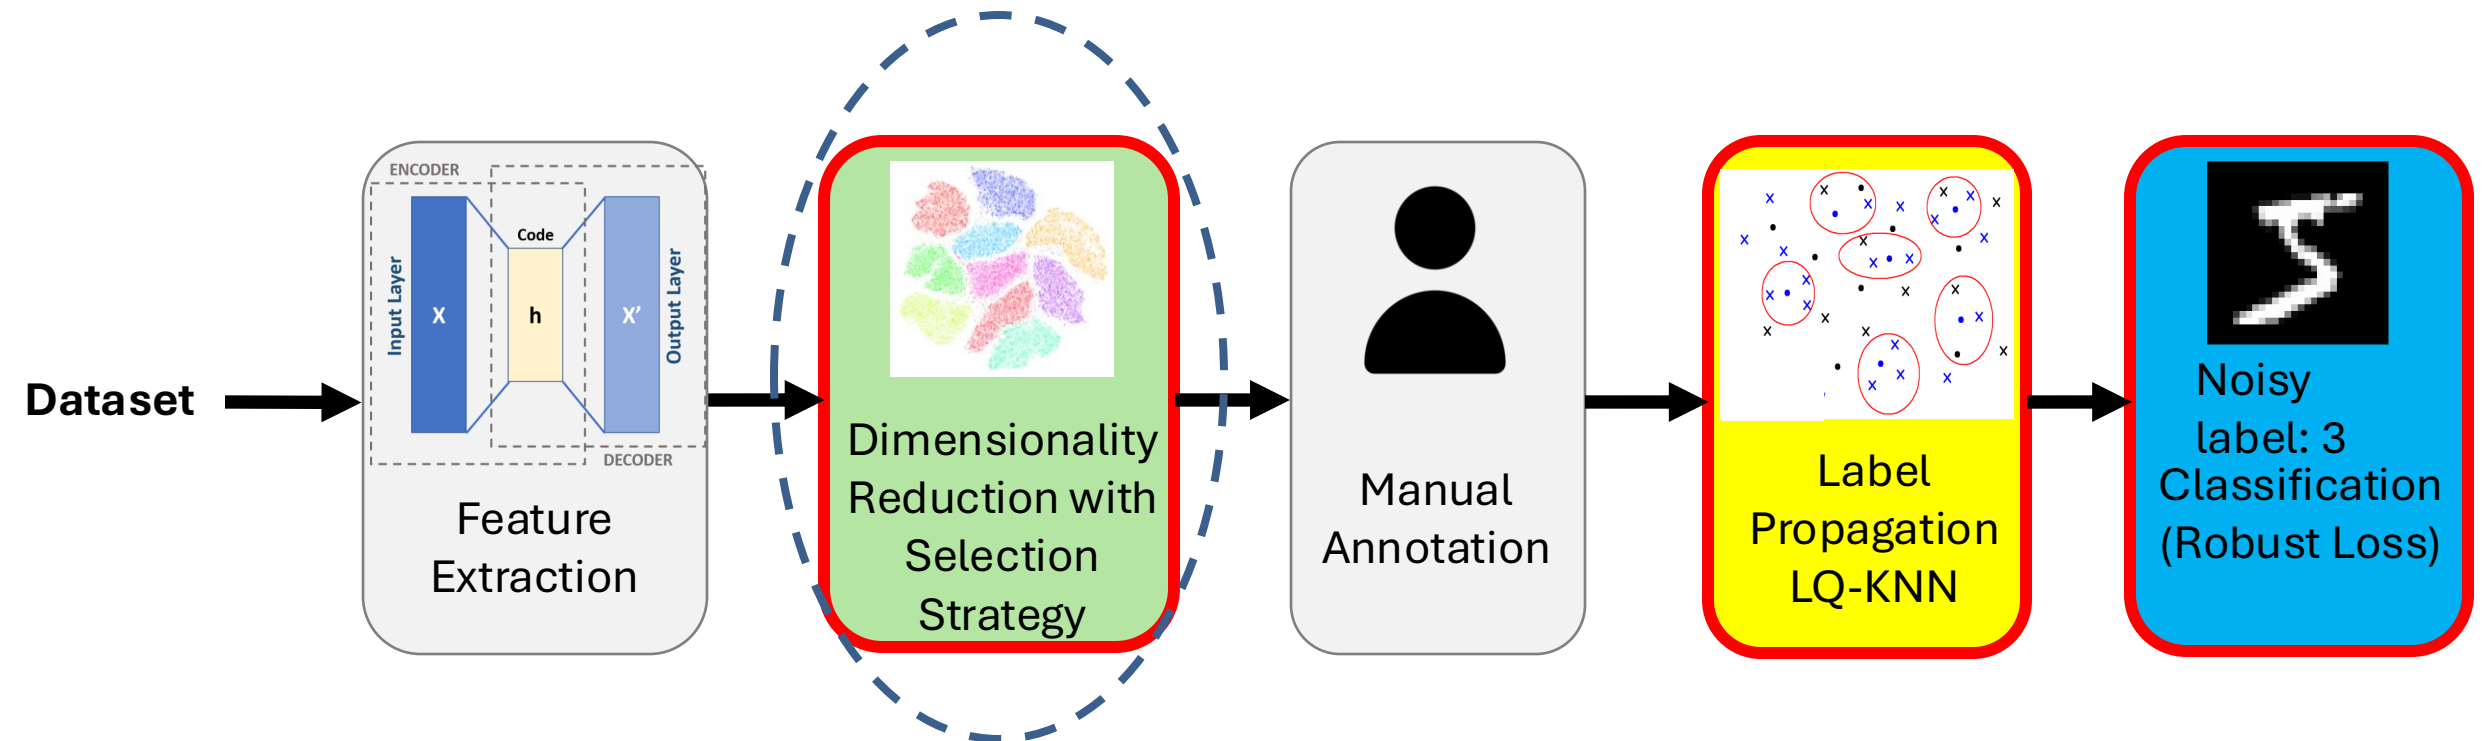 Dataset
ENCODER
Input Layer
X
Code
h
X’
Output Layer
DECODER
Feature
Extraction
Dimensionality
Reduction with
Selection
Strategy
Manual
Annotation
Label
Propagation
LQ-KNN
Noisy
label: 3
Classification
(Robust Loss)